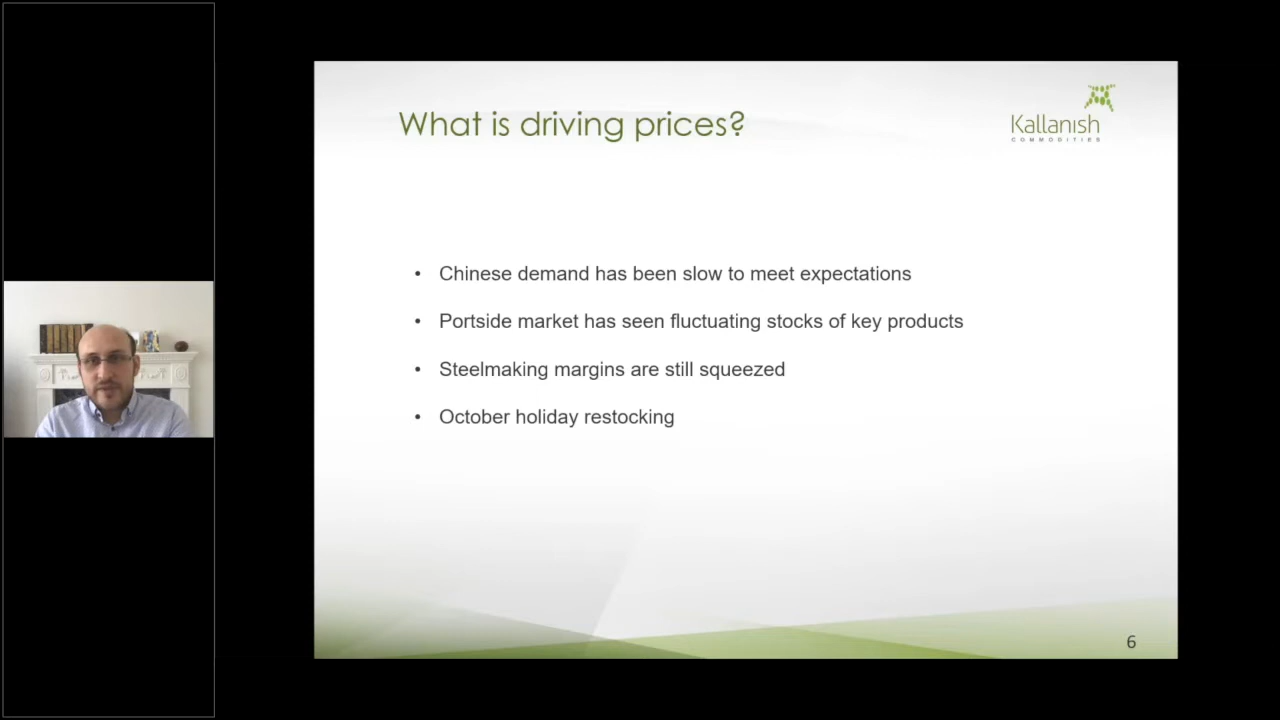 What is driving prices?
Kallanish
COMMODITIES
• Chinese demand has been slow to meet expectations
• Portside market has seen fluctuating stocks of key products
• Steelmaking margins are still squeezed
• October holiday restocking
6